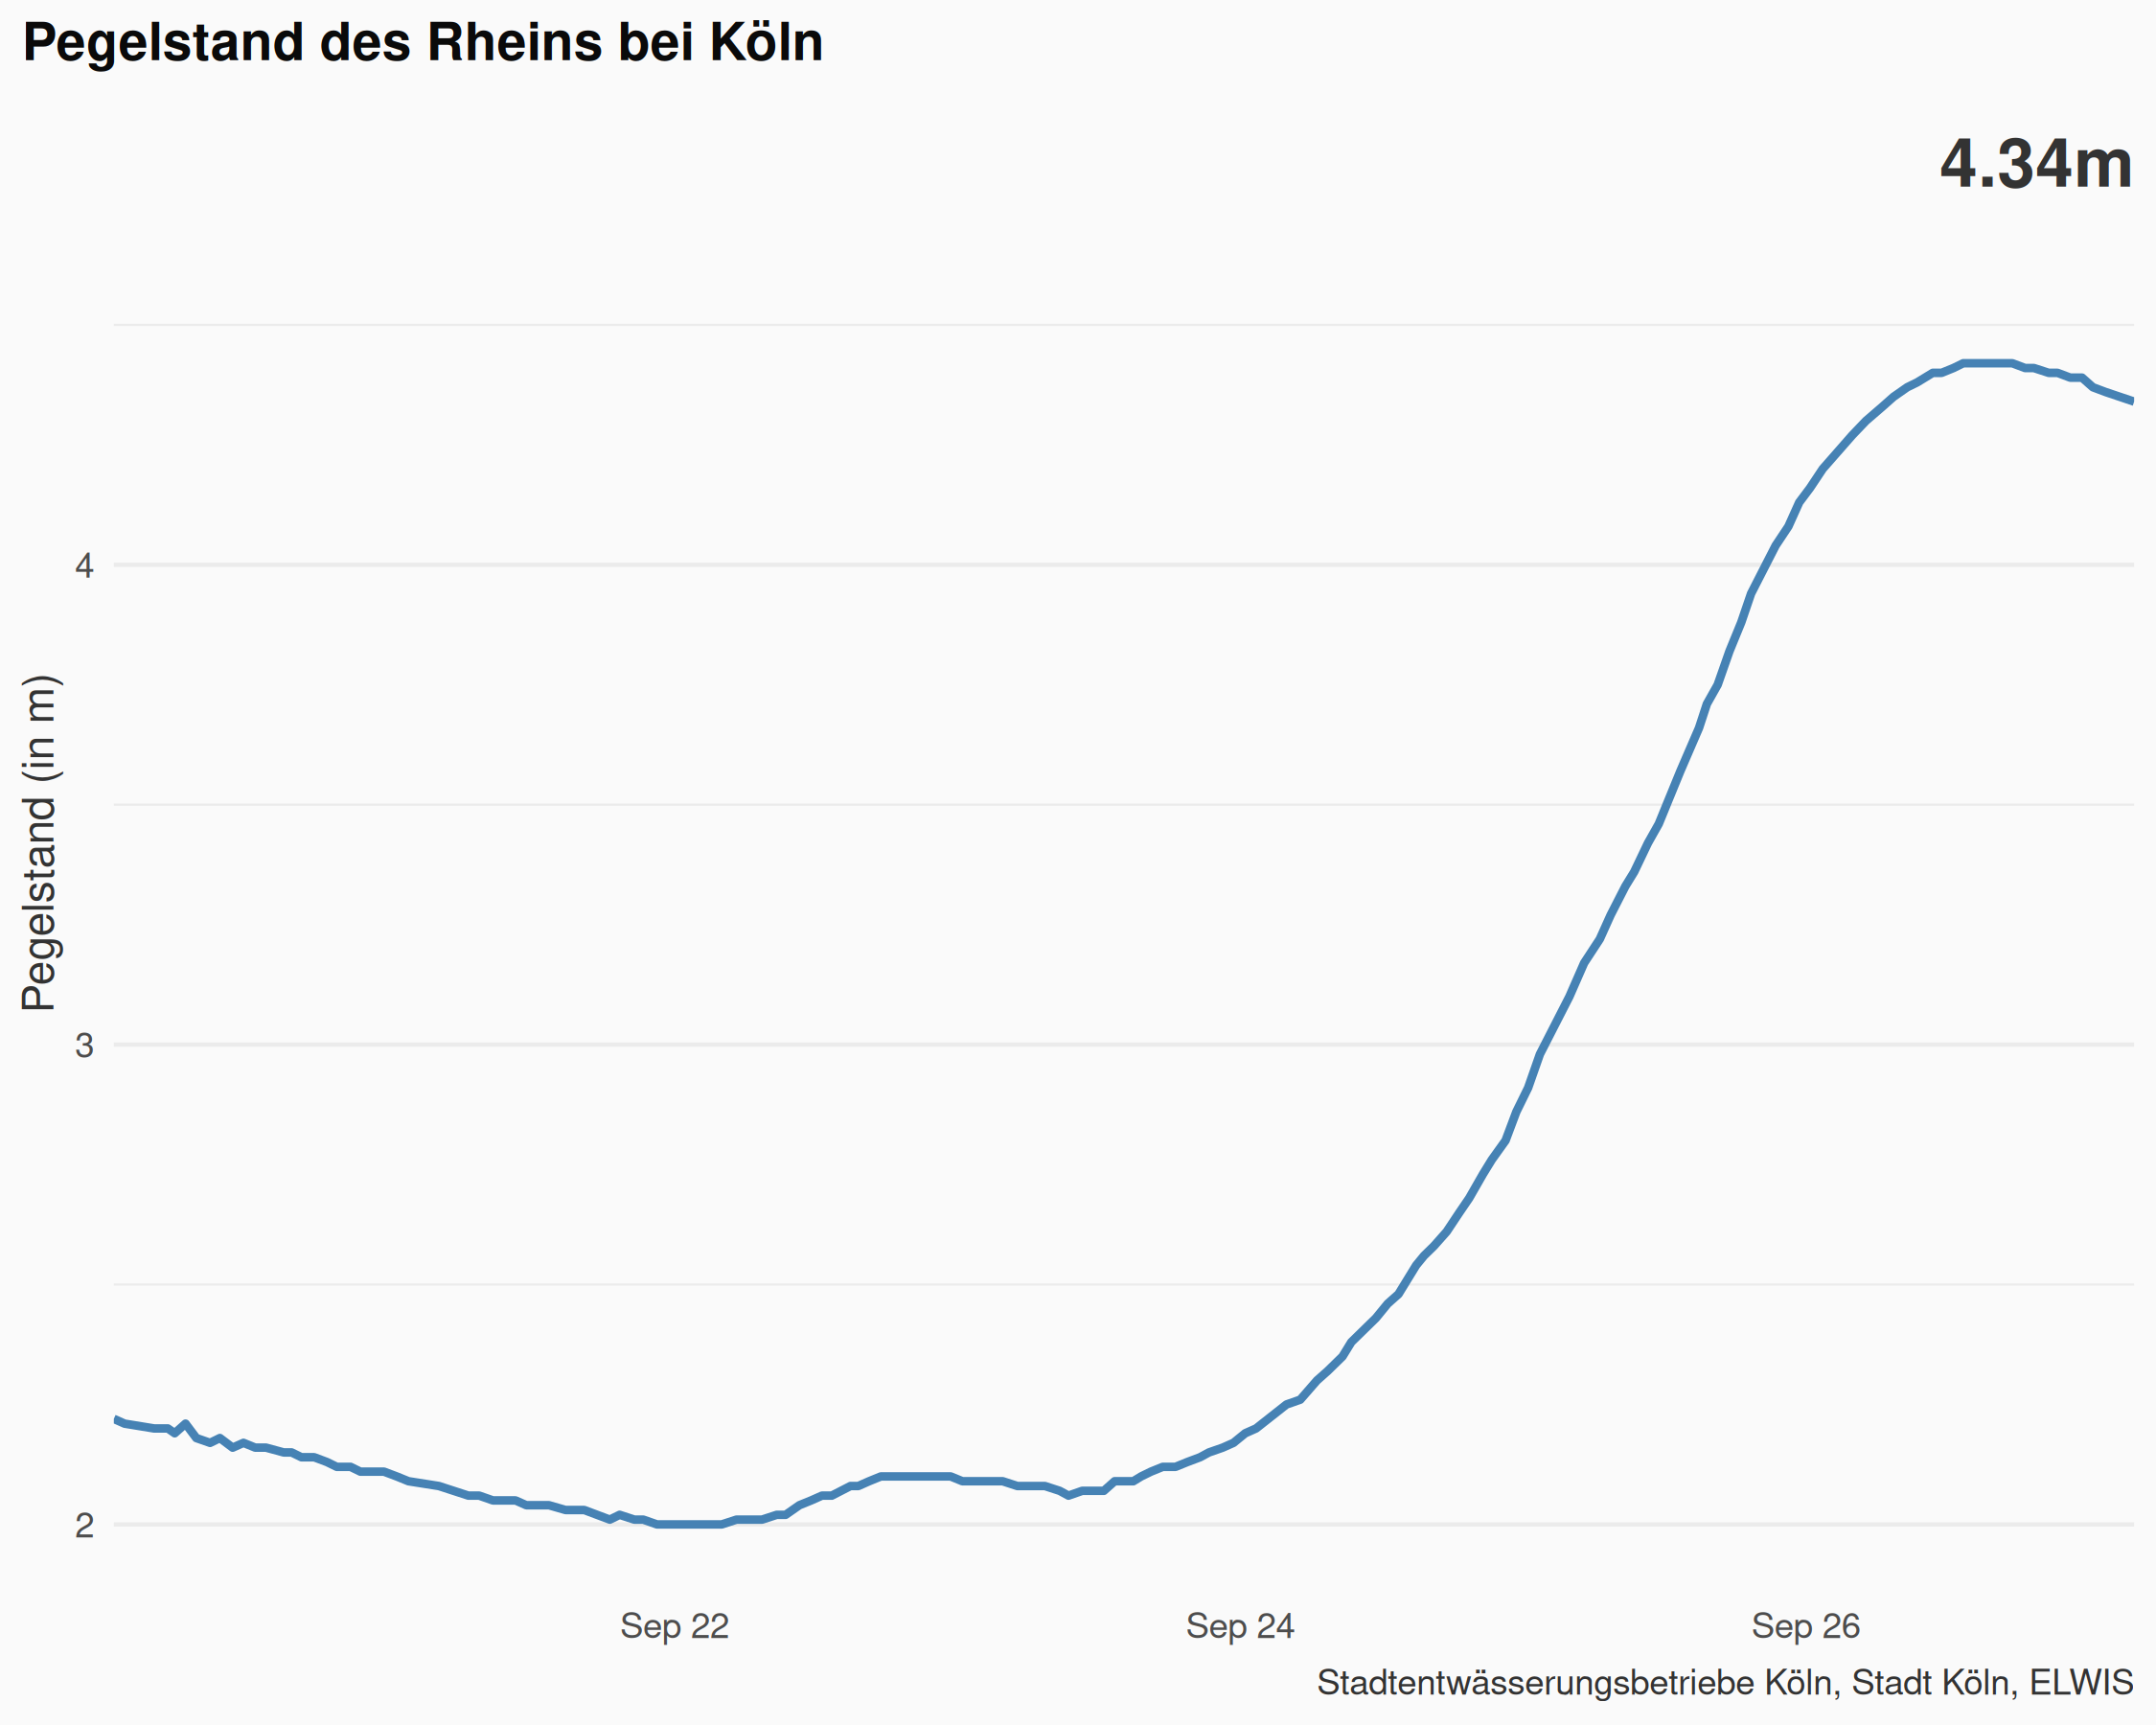 Pegelstand des Rheins bei Köln
4.34m
Pegelstand (in m)
4
3
2
Sep 22
Sep 24
Sep 26
Stadtentwässerungsbetriebe Köln, Stadt Köln, ELWIS